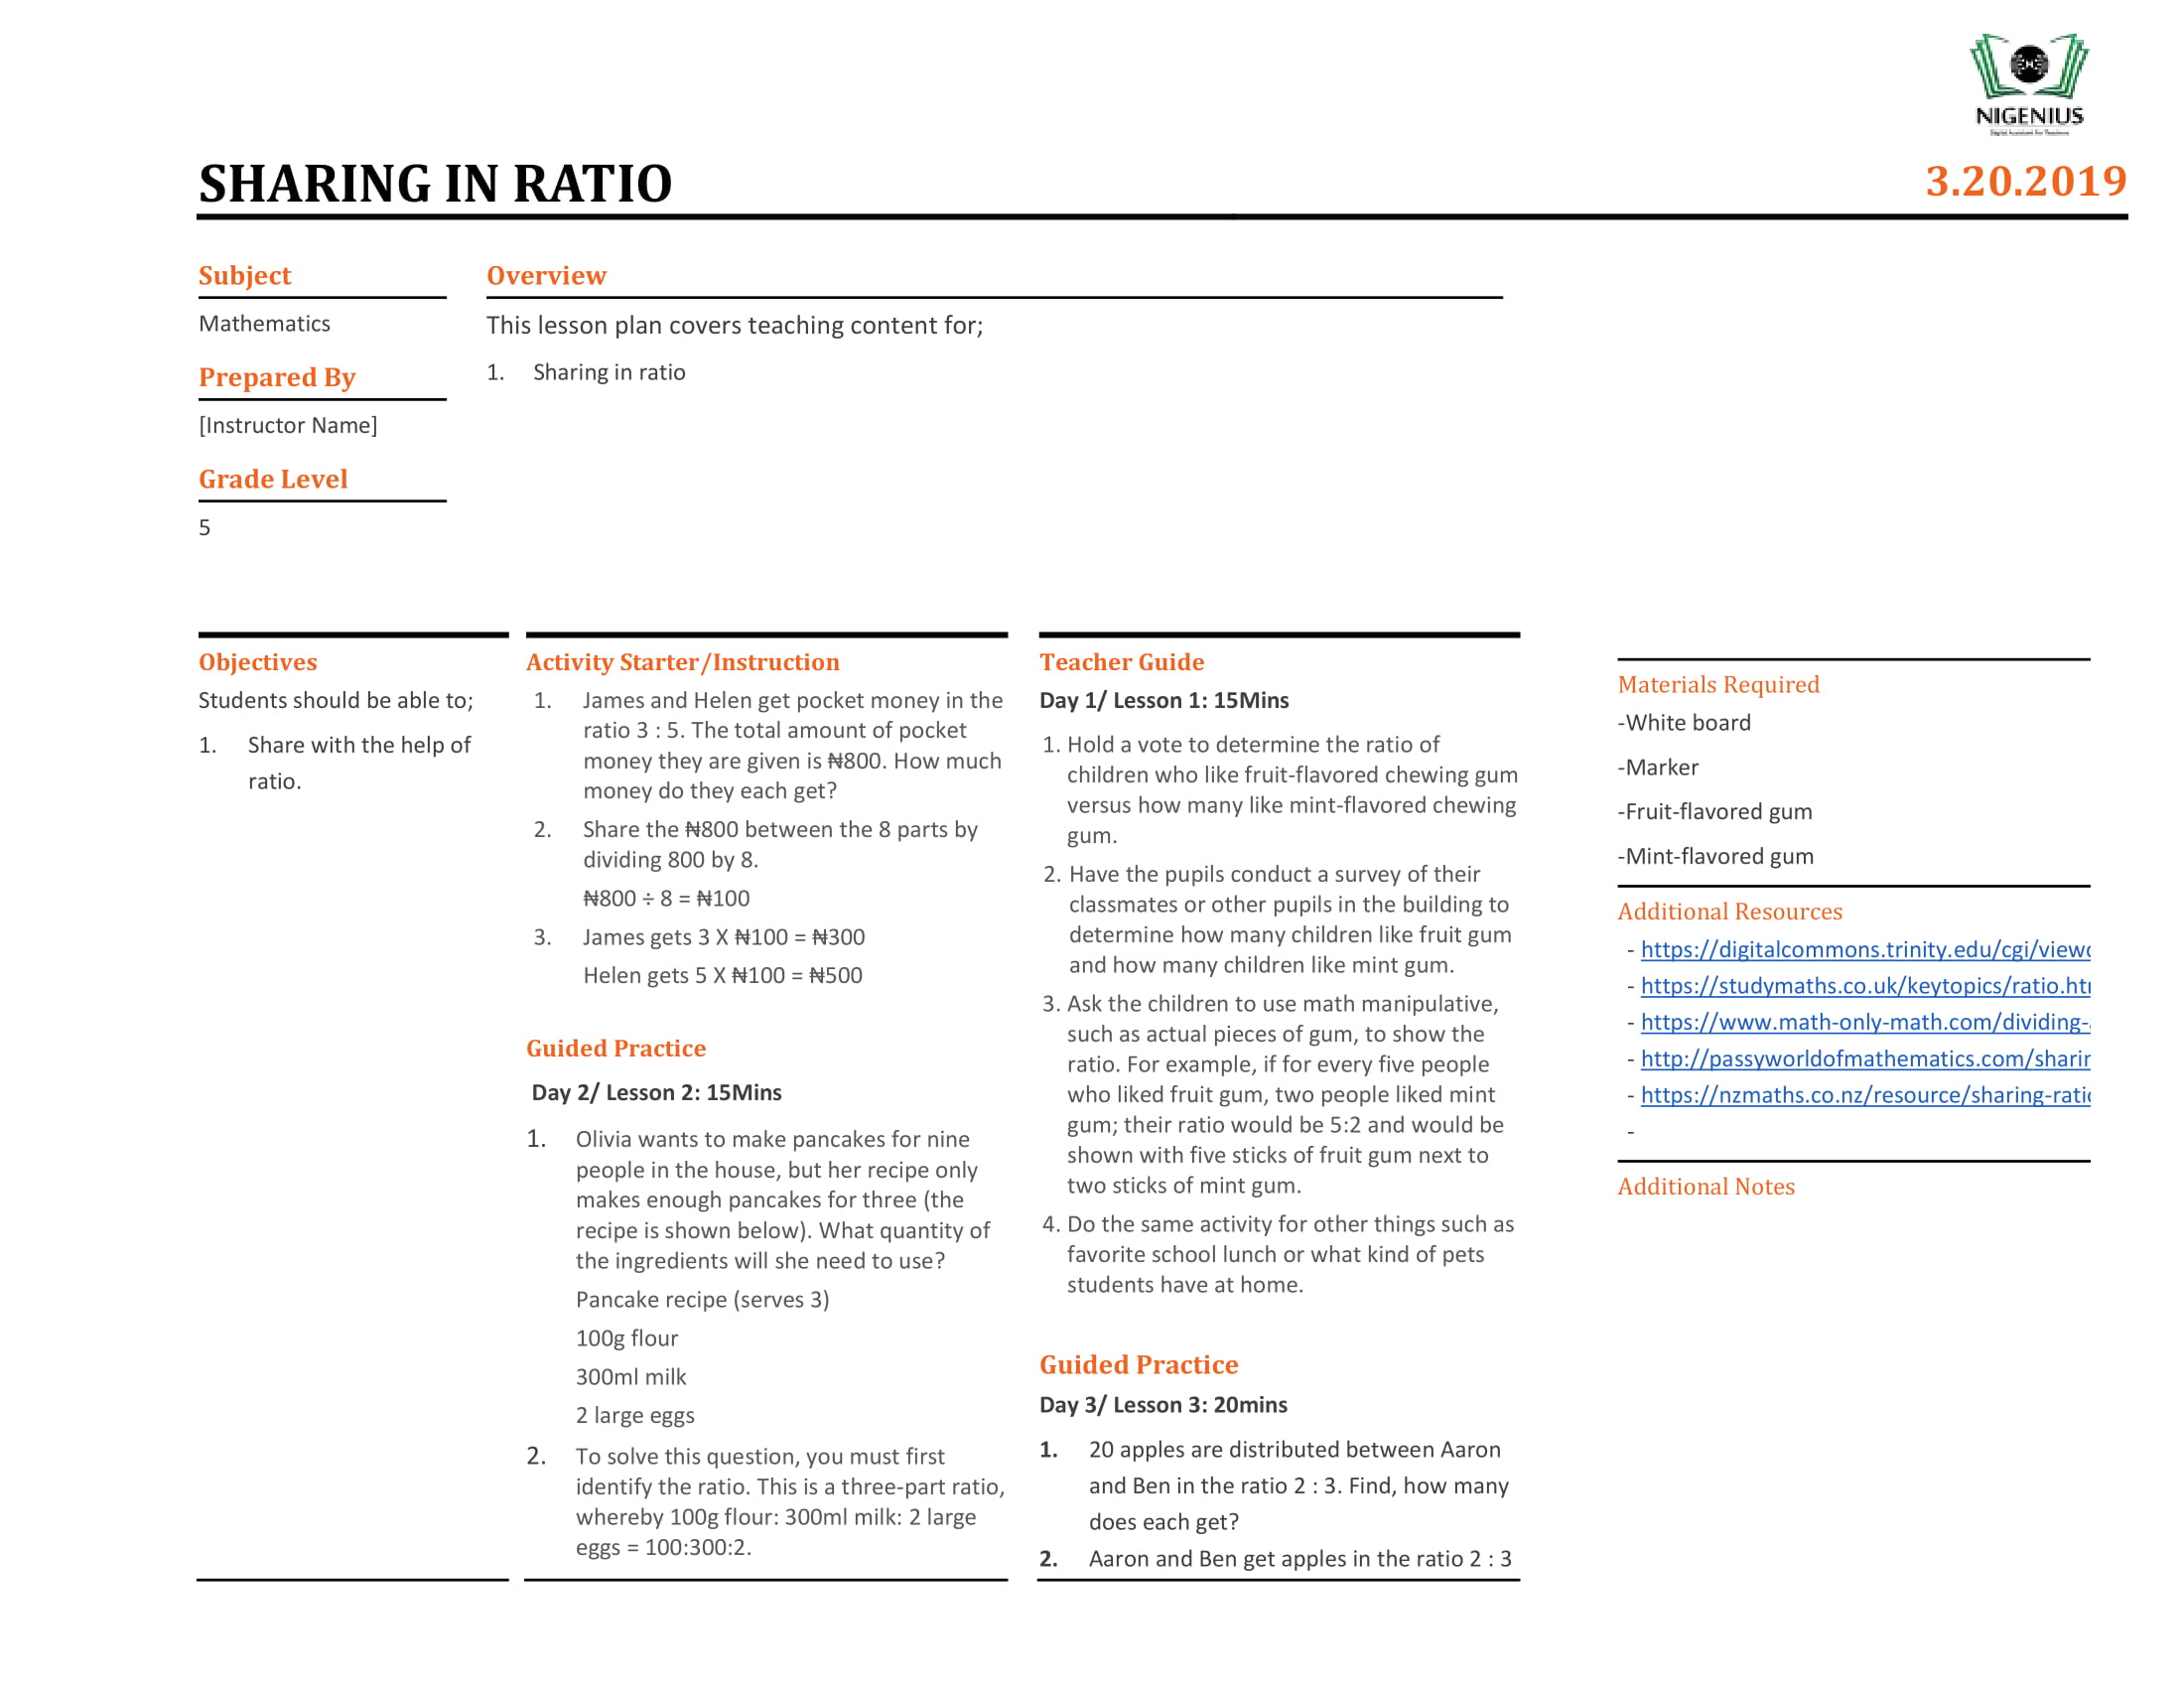 NIGENIUS
Digital Assistant For Teachers
SHARING IN RATIO
3.20.2019
Subject
Mathematics
Prepared By
[Instructor Name]
Grade Level
5
Overview
This lesson plan covers teaching content for;
1. Sharing in ratio
Objectives
Students should be able to;
1. Share with the help of
ratio.
Activity Starter/Instruction
1. James and Helen get pocket money in the
ratio 3 : 5. The total amount of pocket
money they are given is ₦800. How much
money do they each get?
2. Share the ₦800 between the 8 parts by
dividing 800 by 8.
₦800 ÷ 8 = ₦100
3. James gets 3 X ₦100 = ₦300
Helen gets 5 X ₦100 = ₦500
Guided Practice
Day 2/ Lesson 2: 15Mins
1. Olivia wants to make pancakes for nine
people in the house, but her recipe only
makes enough pancakes for three (the
recipe is shown below). What quantity of
the ingredients will she need to use?
Pancake recipe (serves 3)
100g flour
300ml milk
2 large eggs
2. To solve this question, you must first
identify the ratio. This is a three-part ratio,
whereby 100g flour: 300ml milk: 2 large
eggs = 100:300:2.
Teacher Guide
Day 1/ Lesson 1: 15Mins
1. Hold a vote to determine the ratio of
children who like fruit-flavored chewing gum
versus how many like mint-flavored chewing
gum.
2. Have the pupils conduct a survey of their
classmates or other pupils in the building to
determine how many children like fruit gum
and how many children like mint gum.
3. Ask the children to use math manipulative,
such as actual pieces of gum, to show the
ratio. For example, if for every five people
who liked fruit gum, two people liked mint
gum; their ratio would be 5:2 and would be
shown with five sticks of fruit gum next to
two sticks of mint gum.
4. Do the same activity for other things such as
favorite school lunch or what kind of pets
students have at home.
Guided Practice
Day 3/ Lesson 3: 20mins
1. 20 apples are distributed between Aaron
and Ben in the ratio 2 : 3. Find, how many
does each get?
2. Aaron and Ben get apples in the ratio 2 : 3
Materials Required
-White board
-Marker
-Fruit-flavored gum
-Mint-flavored gum
Additional Resources
- https://digitalcommons.trinity.edu/cgi/viewc
- https://studymaths.co.uk/keytopics/ratio.htm
- https://www.math-only-math.com/dividing-
- http://passyworldofmathematics.com/sharin
- https://nzmaths.co.nz/resource/sharing-ratio
-
Additional Notes